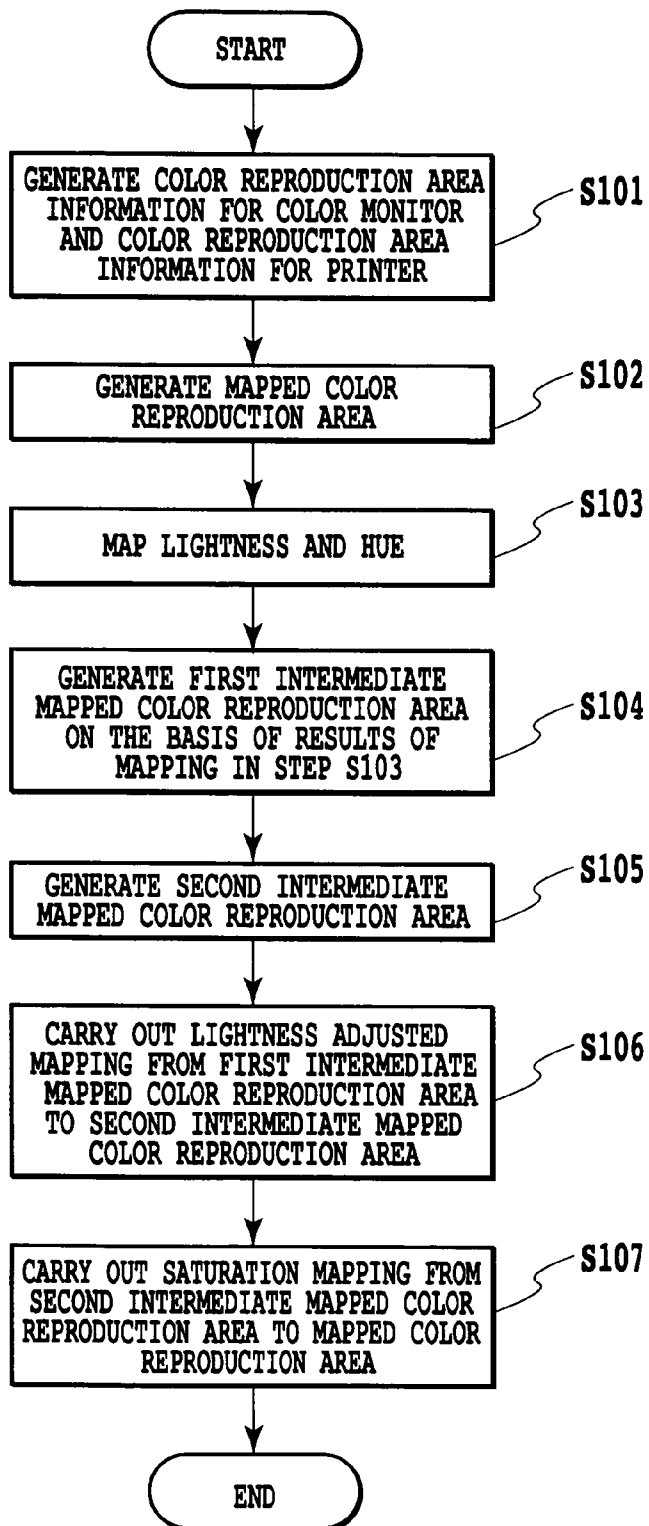 START
GENERATE COLOR REPRODUCTION AREA
INFORMATION FOR COLOR MONITOR
AND COLOR REPRODUCTION AREA
INFORMATION FOR PRINTER
S101
GENERATE MAPPED COLOR
REPRODUCTION AREA
S102
MAP LIGHTNESS AND HUE
S103
GENERATE FIRST INTERMEDIATE
MAPPED COLOR REPRODUCTION AREA
ON THE BASIS OF RESULTS OF
MAPPING IN STEP S103
S104
GENERATE SECOND INTERMEDIATE
MAPPED COLOR REPRODUCTION AREA
S105
CARRY OUT LIGHTNESS ADJUSTED
MAPPING FROM FIRST INTERMEDIATE
MAPPED COLOR REPRODUCTION AREA
TO SECOND INTERMEDIATE MAPPED
COLOR REPRODUCTION AREA
S106
CARRY OUT SATURATION MAPPING FROM
SECOND INTERMEDIATE MAPPED COLOR
REPRODUCTION AREA TO MAPPED COLOR
REPRODUCTION AREA
S107
END